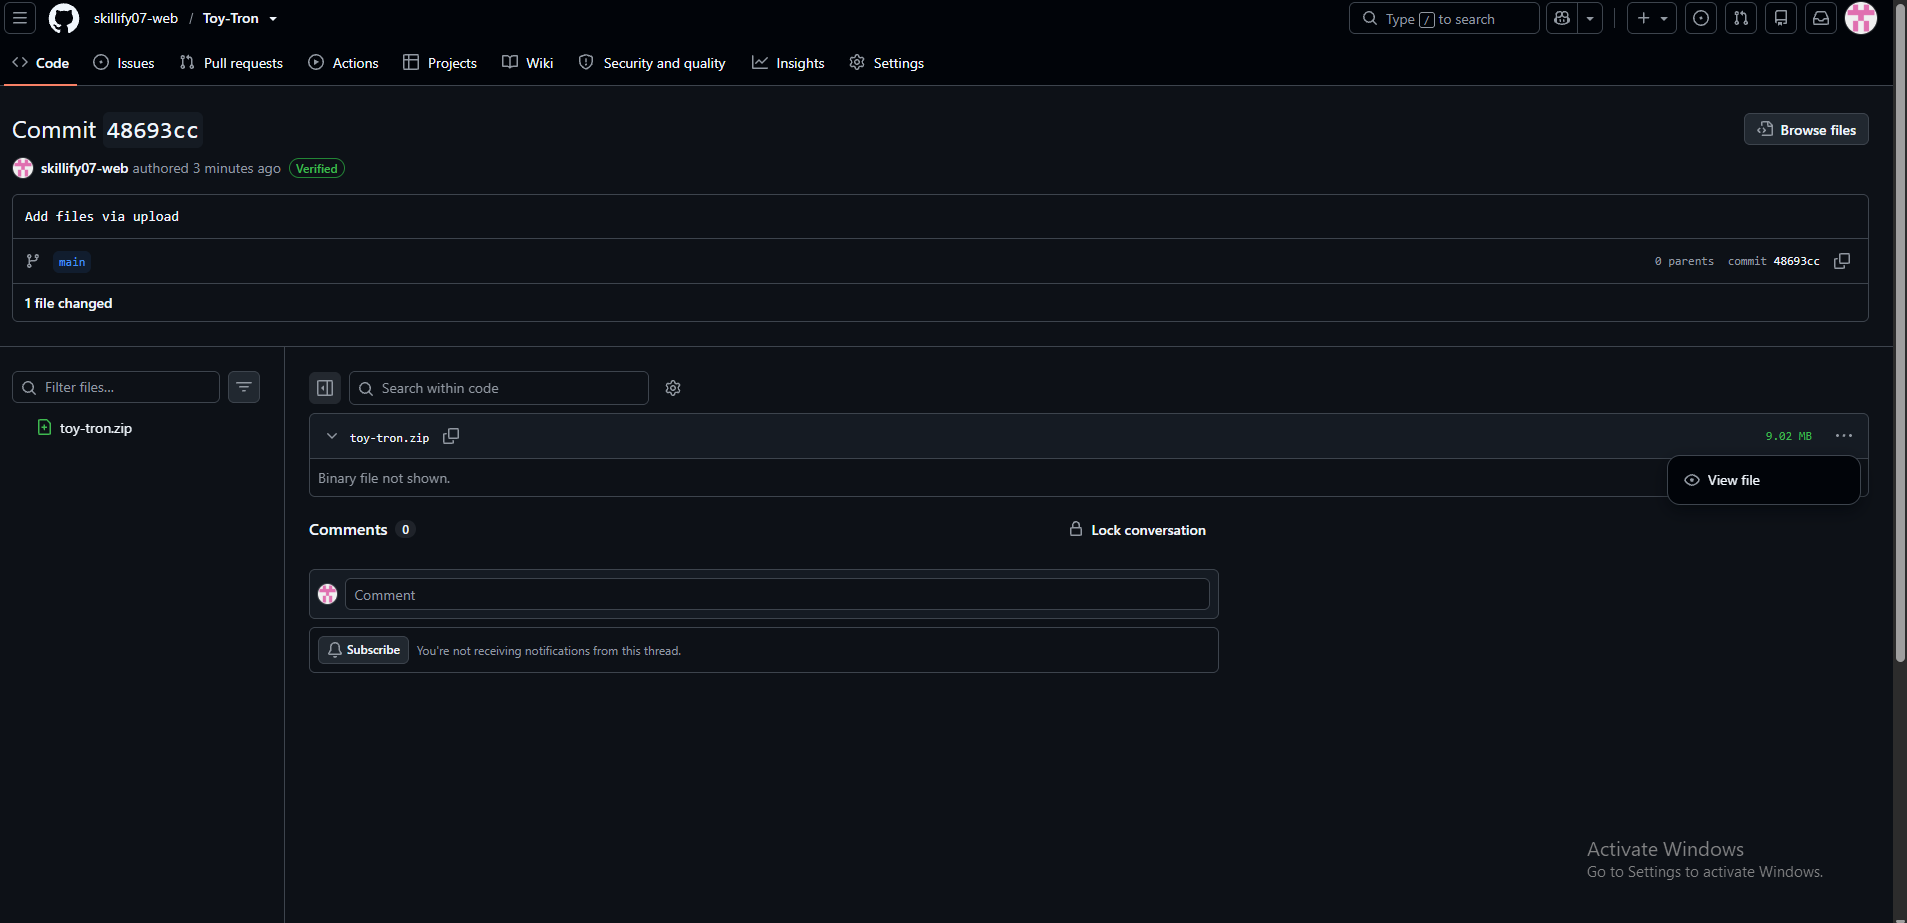 skillify07-web / Toy-Tron
Type / to search
Code Issues Pull requests Actions Projects Wiki Security and quality Insights Settings
Commit 48693cc
Browse files
skillify07-web authored 3 minutes ago Verified
Add files via upload
main
0 parents commit 48693cc
1 file changed
Filter files...
toy-tron.zip
Search within code
toy-tron.zip
9.02 MB
Binary file not shown.
View file
Comments 0
Lock conversation
Comment
Subscribe You're not receiving notifications from this thread.
Activate Windows
Go to Settings to activate Windows.